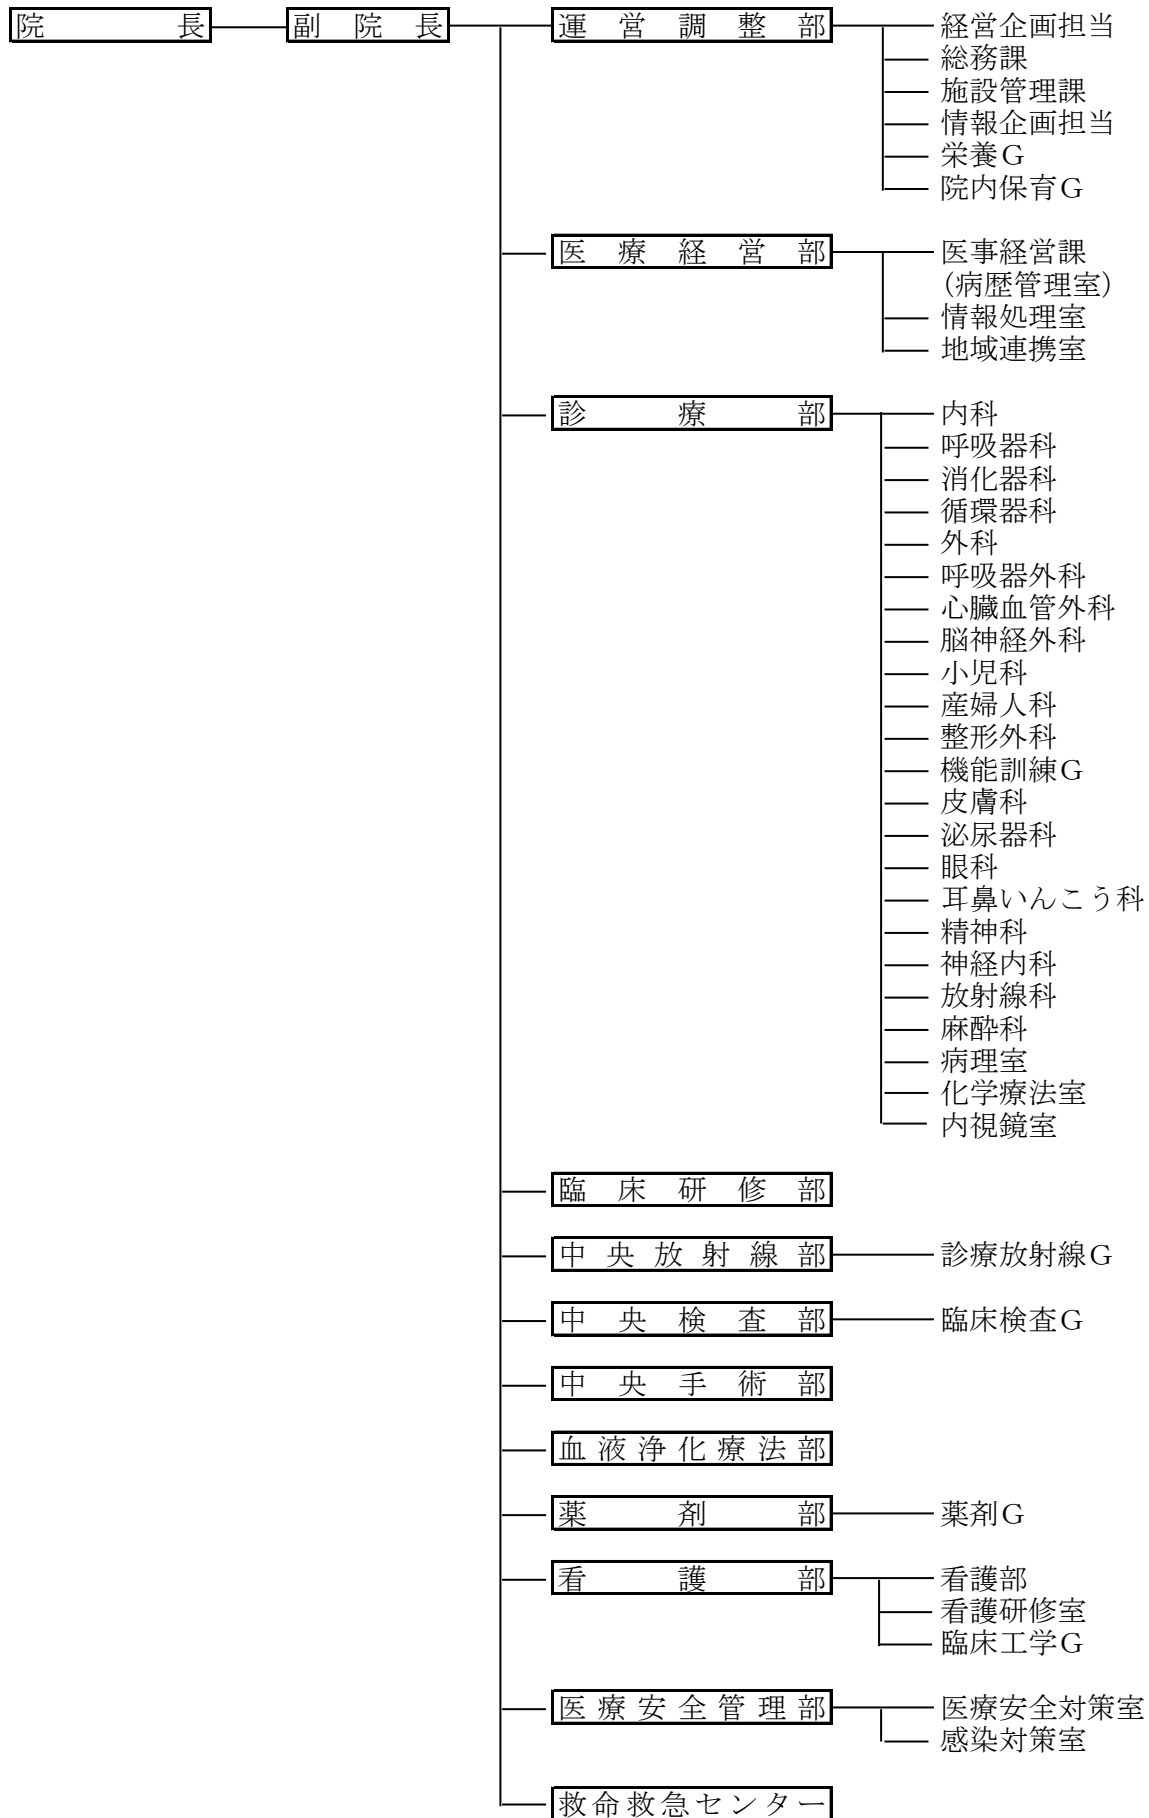 院長 副院長 運営調整部 経営企画担当
総務課
施設管理課
情報企画担当
栄養G
院内保育G
医療経営部 医事経営課
(病歴管理室)
情報処理室
地域連携室
診療部 内科
呼吸器科
消化器科
循環器科
外科
呼吸器外科
心臓血管外科
脳神経外科
小児科
産婦人科
整形外科
機能訓練G
皮膚科
泌尿器科
眼科
耳鼻いんこう科
精神科
神経内科
放射線科
麻酔科
病理室
化学療法室
内視鏡室
臨床研修部
中央放射線部 診療放射線G
中央検査部 臨床検査G
中央手術部
血液浄化療法部
薬剤部 薬剤G
看護部 看護部
看護研修室
臨床工学G
医療安全管理部 医療安全対策室
感染対策室
救命救急センター